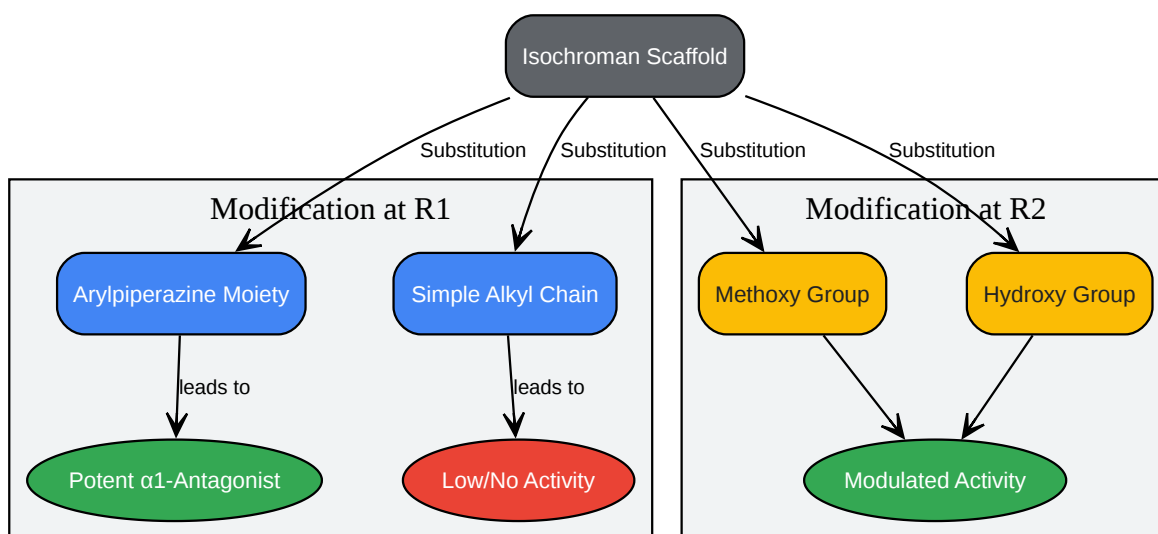 Isochroman Scaffold
Substitution
Substitution
Substitution
Substitution
Modification at R1
Modification at R2
Arylpiperazine Moiety
Simple Alkyl Chain
Methoxy Group
Hydroxy Group
leads to
leads to
Potent α1-Antagonist
Low/No Activity
Modulated Activity